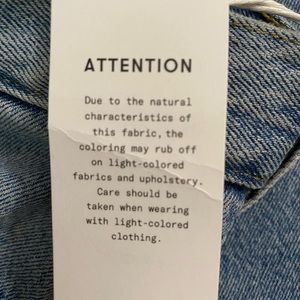 ATTENTION
Due to the natural
characteristics of
this fabric, the
coloring may rub off
on light-colored
fabrics and upholstery.
Care should be
taken when wearing
with light-colored
clothing.